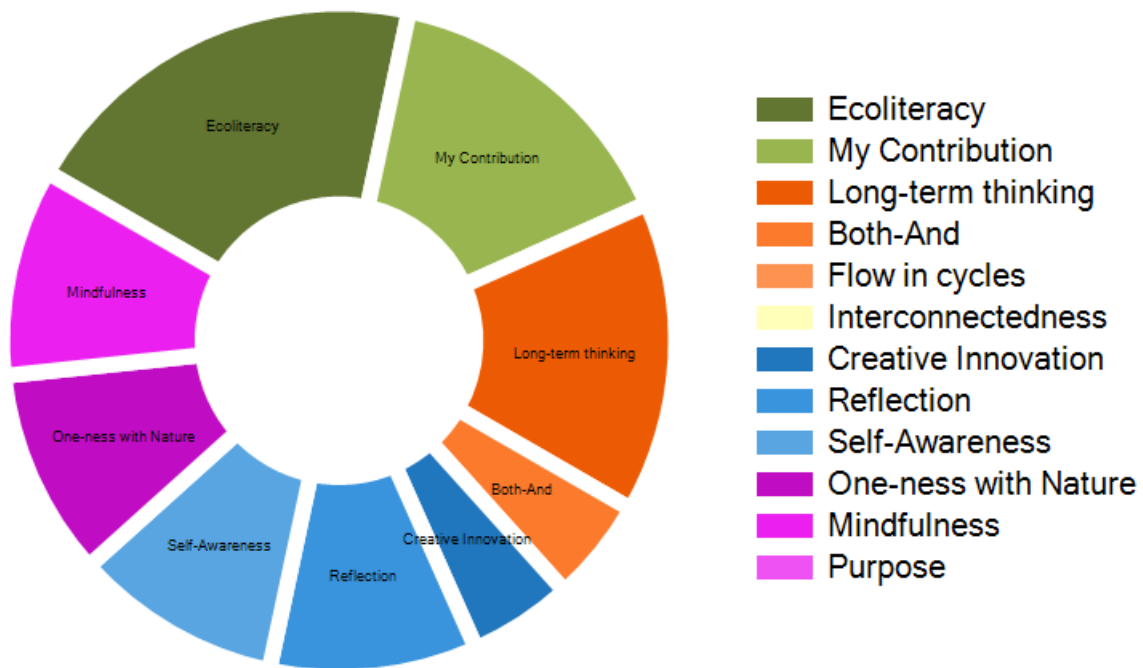 Ecoliteracy
My Contribution
Long-term thinking
Both-And
Creative Innovation
Reflection
Self-Awareness
One-ness with Nature
Mindfulness
Ecoliteracy
My Contribution
Long-term thinking
Both-And
Flow in cycles
Interconnectedness
Creative Innovation
Reflection
Self-Awareness
One-ness with Nature
Mindfulness
Purpose